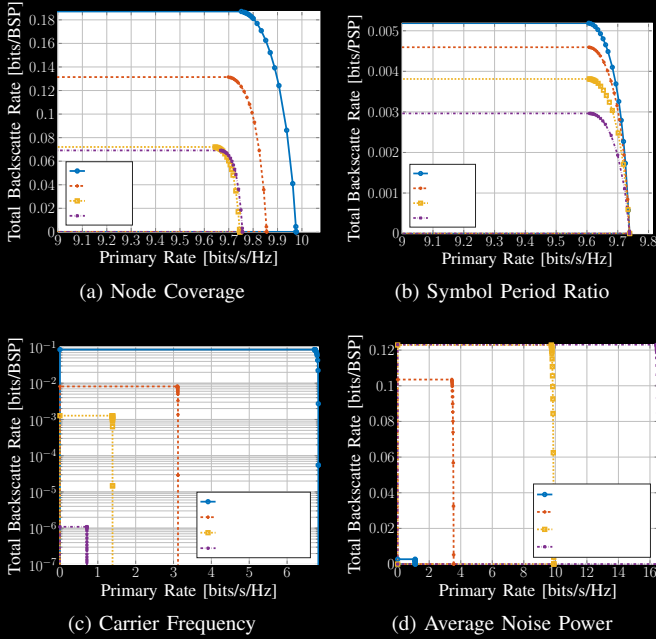 Total Backscatte Rate [bits/BSP]
0.187
0.16
0.13
0.11
0.08
0.06
0.04
0.02
0
9 9.1 9.2 9.3 9.4 9.5 9.6 9.7 9.8 9.9 10
Primary Rate [bits/s/Hz]
(a) Node Coverage
Total Backscatte Rate [bits/PSP]
0.005
0.004
0.003
0.002
0.001
0
9 9.1 9.2 9.3 9.4 9.5 9.6 9.7 9.8
Primary Rate [bits/s/Hz]
(b) Symbol Period Ratio
Total Backscatte Rate [bits/BSP]
10−1
10−2
10−3
10−4
10−5
10−6
10−7
0 1 2 3 4 5 6
Primary Rate [bits/s/Hz]
(c) Carrier Frequency
Total Backscatte Rate [bits/BSP]
0.12
0.1
0.08
0.06
0.04
0.02
0
0 2 4 6 8 10 12 14 16
Primary Rate [bits/s/Hz]
(d) Average Noise Power